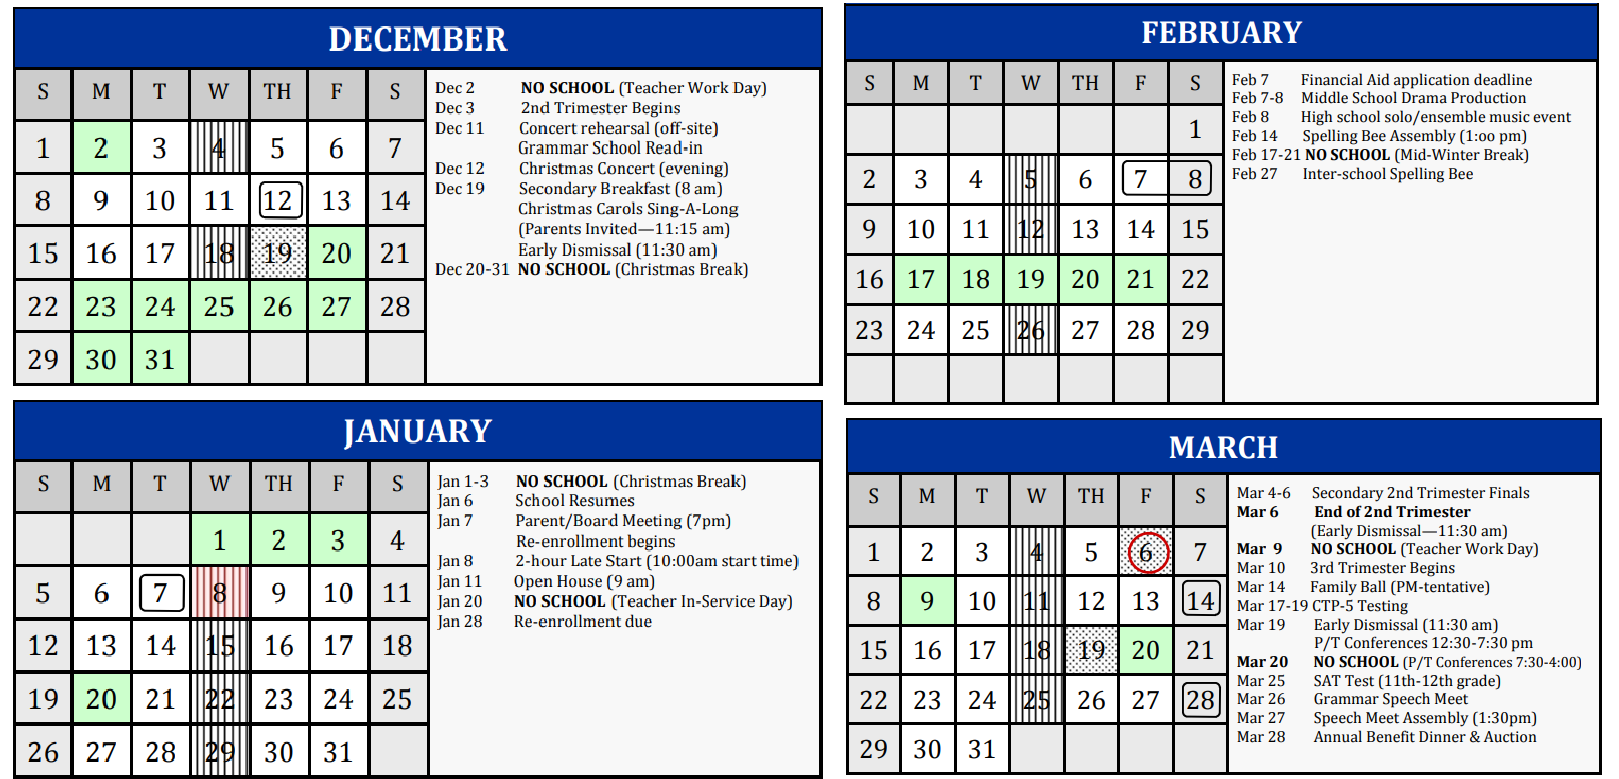 DECEMBER
S M T W TH F S
1 2 3 4 5 6 7
8 9 10 11 12 13 14
15 16 17 18 19 20 21
22 23 24 25 26 27 28
29 30 31
Dec 2 NO SCHOOL (Teacher Work Day)
Dec 3 2nd Trimester Begins
Dec 11 Concert rehearsal (off-site)
Grammar School Read-in
Dec 12 Christmas Concert (evening)
Dec 19 Secondary Breakfast (8 am)
Christmas Carols Sing-A-Long
(Parents Invited—11:15 am)
Early Dismissal (11:30 am)
Dec 20-31 NO SCHOOL (Christmas Break)
JANUARY
S M T W TH F S
1 2 3 4
5 6 7 8 9 10 11
12 13 14 15 16 17 18
19 20 21 22 23 24 25
26 27 28 29 30 31
Jan 1-3 NO SCHOOL (Christmas Break)
Jan 6 School Resumes
Jan 7 Parent/Board Meeting (7pm)
Re-enrollment begins
Jan 8 2-hour Late Start (10:00am start time)
Jan 11 Open House (9 am)
Jan 20 NO SCHOOL (Teacher In-Service Day)
Jan 28 Re-enrollment due
FEBRUARY
S M T W TH F S
1
2 3 4 5 6 7 8
9 10 11 12 13 14 15
16 17 18 19 20 21 22
23 24 25 26 27 28 29
Feb 7 Financial Aid application deadline
Feb 7-8 Middle School Drama Production
Feb 8 High school solo/ensemble music event
Feb 14 Spelling Bee Assembly (1:oo pm)
Feb 17-21 NO SCHOOL (Mid-Winter Break)
Feb 27 Inter-school Spelling Bee
MARCH
S M T W TH F S
1 2 3 4 5 6 7
8 9 10 11 12 13 14
15 16 17 18 19 20 21
22 23 24 25 26 27 28
29 30 31
Mar 4-6 Secondary 2nd Trimester Finals
Mar 6 End of 2nd Trimester
(Early Dismissal—11:30 am)
Mar 9 NO SCHOOL (Teacher Work Day)
Mar 10 3rd Trimester Begins
Mar 14 Family Ball (PM-tentative)
Mar 17-19 CTP-5 Testing
Mar 19 Early Dismissal (11:30 am)
P/T Conferences 12:30-7:30 pm
Mar 20 NO SCHOOL (P/T Conferences 7:30-4:00)
Mar 25 SAT Test (11th-12th grade)
Mar 26 Grammar Speech Meet
Mar 27 Speech Meet Assembly (1:30pm)
Mar 28 Annual Benefit Dinner & Auction